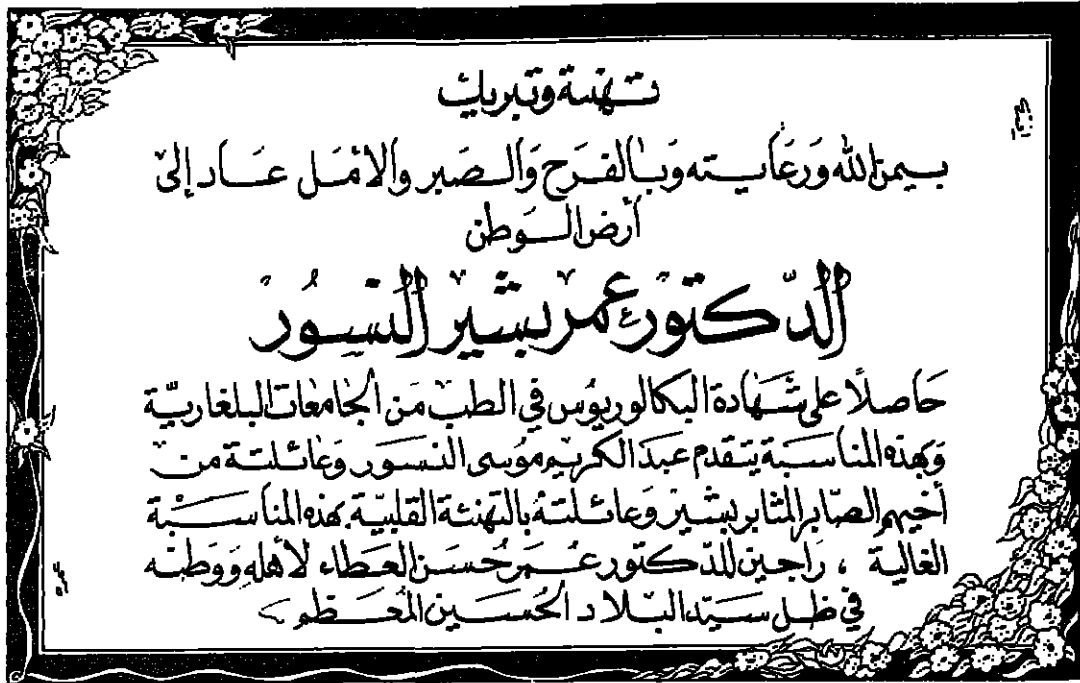 تهنئة وتبريك
بيمن الله ورعايته وبالفرح والصبر والأمل عاد إلى
أرض الوطن
الدكتور عمر بشير النسور
حاصلاً على شهادة البكالوريوس في الطب من الجامعات البلغارية
وبهذه المناسبة يتقدم عبد الكريم موسى النسور وعائلته من
أخيهم الصابر المثابر بشير وعائلته بالتهنئة القلبية بهذه المناسبة
الغالية ، راجين للدكتور عمر حسن العطاء لأهله ووطنه
في ظل سيد البلاد الحسين المعظم